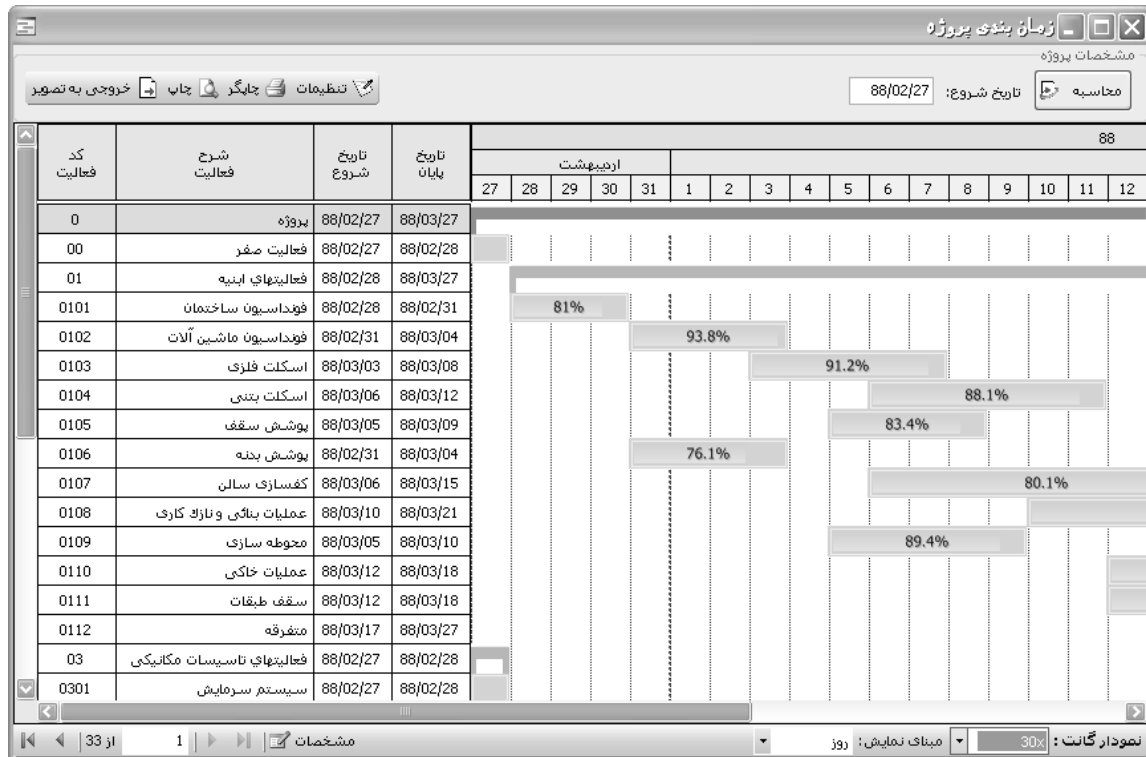 زمان بندی پروژه
مشخصات پروژه
محاسبه تاریخ شروع: 88/02/27 تنظیمات چاپگر چاپ خروجی به تصویر
کد فعالیت شرح فعالیت تاریخ شروع تاریخ پایان 88
اردیبهشت
27 28 29 30 31 1 2 3 4 5 6 7 8 9 10 11 12
0 پروژه 88/02/27 88/03/27
00 فعالیت صفر 88/02/27 88/02/28
01 فعالیتهاي ابنیه 88/02/28 88/03/27
0101 فونداسیون ساختمان 88/02/28 88/02/31 81%
0102 فونداسیون ماشین آلات 88/02/31 88/03/04 93.8%
0103 اسکلت فلزی 88/03/03 88/03/08 91.2%
0104 اسکلت بتنی 88/03/06 88/03/12 88.1%
0105 پوشش سقف 88/03/05 88/03/09 83.4%
0106 پوشش بدنه 88/02/31 88/03/04 76.1%
0107 کفسازی سالن 88/03/06 88/03/15 80.1%
0108 عملیات بنائی و نازك کاری 88/03/10 88/03/21
0109 محوطه سازی 88/03/05 88/03/10 89.4%
0110 عملیات خاکی 88/03/12 88/03/18
0111 سقف طبقات 88/03/12 88/03/18
0112 متفرقه 88/03/17 88/03/27
03 فعالیتهاي تاسیسات مکانیکی 88/02/27 88/02/28
0301 سیستم سرمایش 88/02/27 88/02/28
نمودار گانت : 30x مبنای نمایش: روز مشخصات 1 از 33